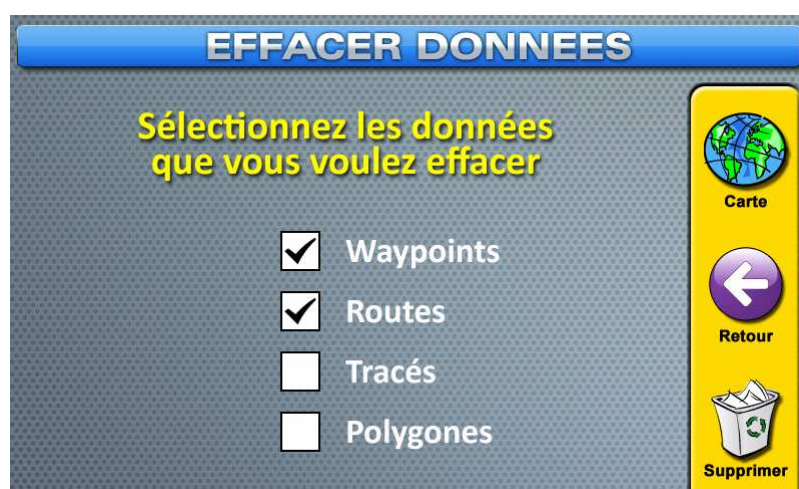 EFFACER DONNEES
Sélectionnez les données
que vous voulez effacer
Waypoints
Routes
Tracés
Polygones
Carte
Retour
Supprimer